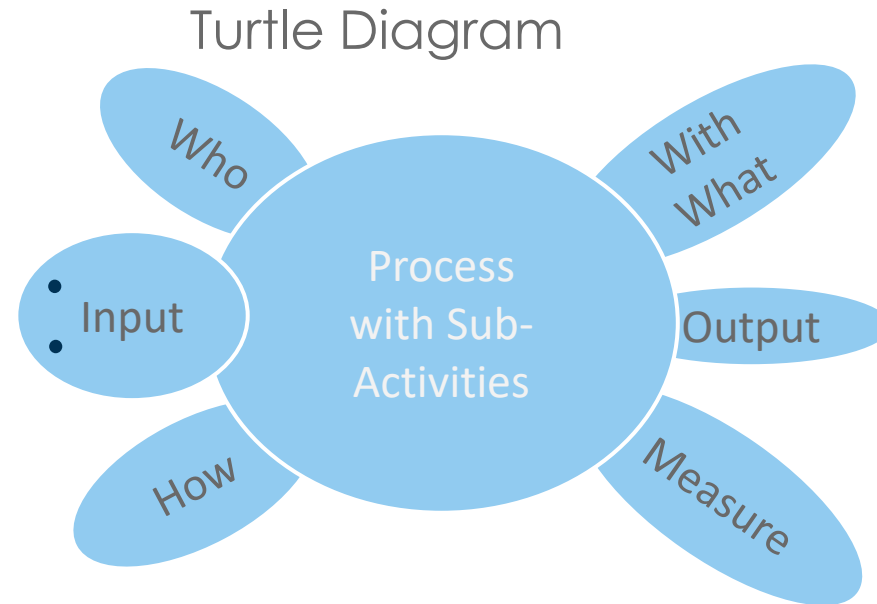 Turtle Diagram
Who
With
What
Input
Process
with Sub-
Activities
Output
How
Measure